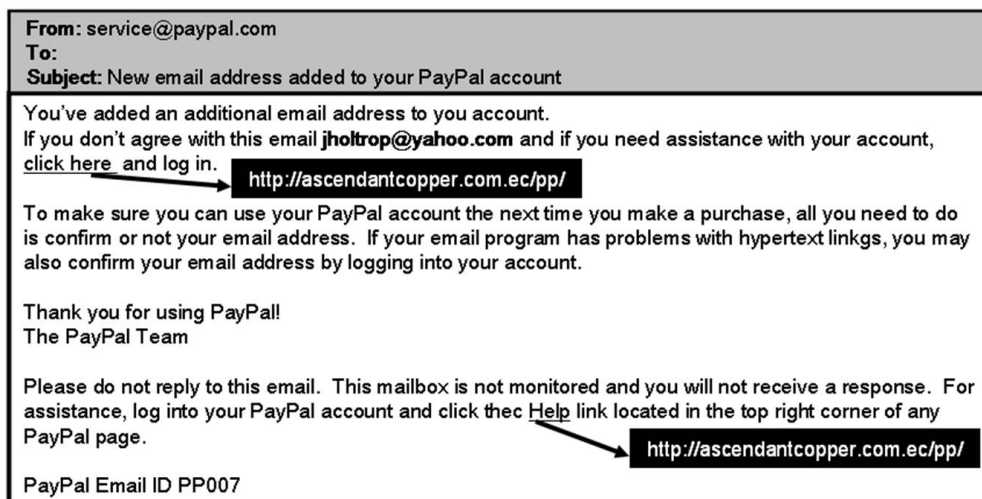 From: service@paypal.com
To:
Subject: New email address added to your PayPal account
You've added an additional email address to you account.
If you don't agree with this email jholtrop@yahoo.com and if you need assistance with your account,
click here and log in.
http://ascendantcopper.com.ec/pp/
To make sure you can use your PayPal account the next time you make a purchase, all you need to do
is confirm or not your email address. If your email program has problems with hypertext linkgs, you may
also confirm your email address by logging into your account.
Thank you for using PayPal!
The PayPal Team
Please do not reply to this email. This mailbox is not monitored and you will not receive a response. For
assistance, log into your PayPal account and click thec Help link located in the top right corner of any
PayPal page.
http://ascendantcopper.com.ec/pp/
PayPal Email ID PP007